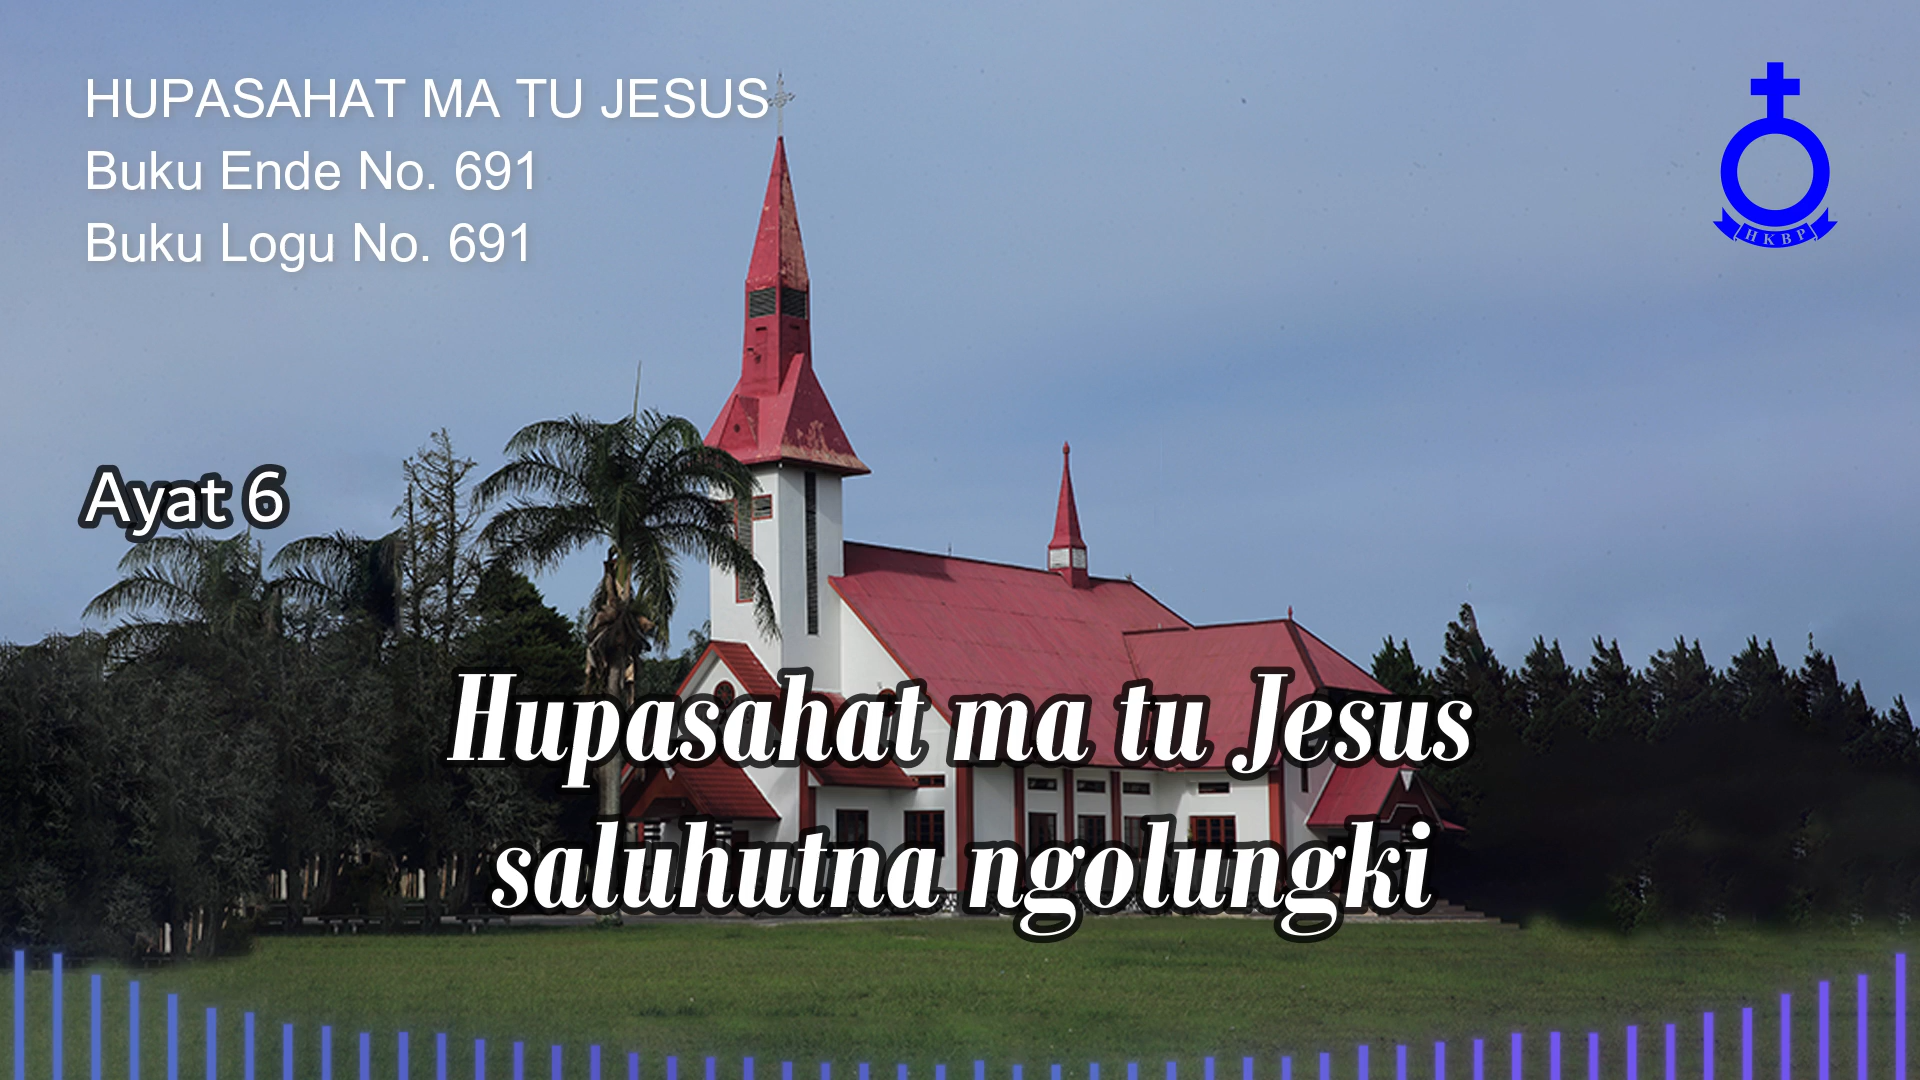 HUPASAHAT MA TU JESUS
Buku Ende No. 691
Buku Logu No. 691
HKBP
Ayat 6
Hupasahat ma tu Jesus
saluhutna ngolungki